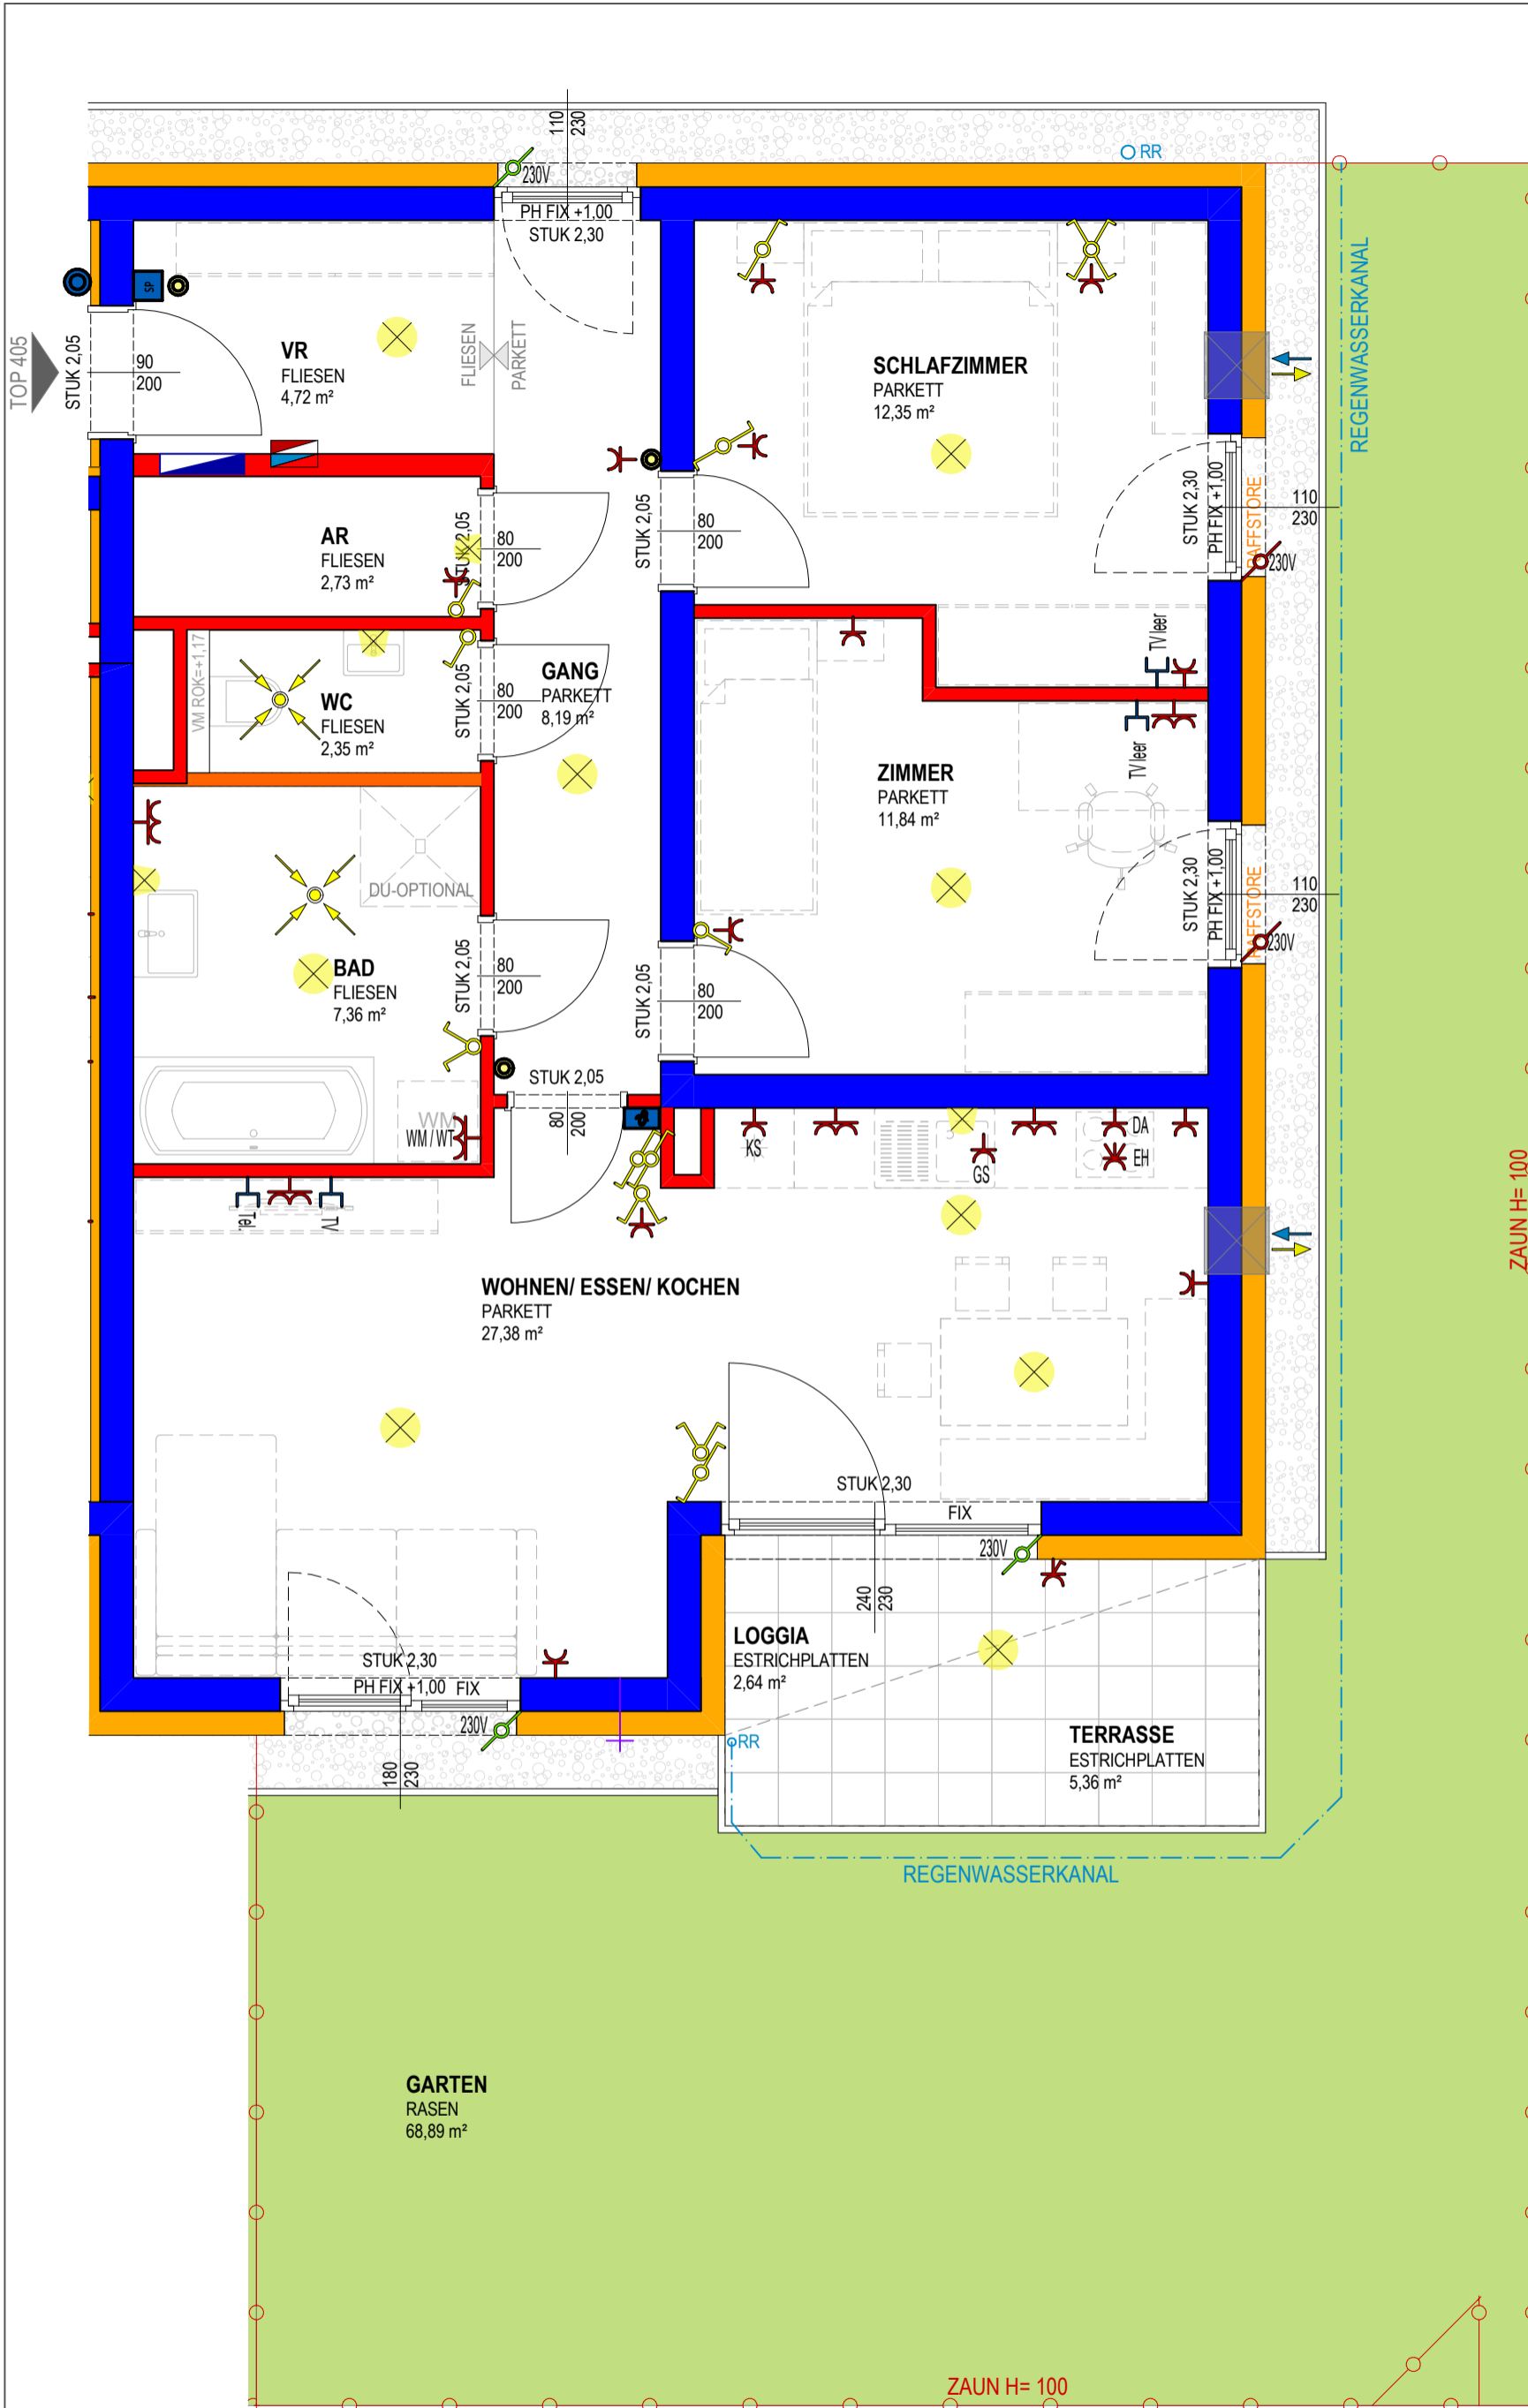 110
230
230V
PH FIX +1,00
STUK 2,30
RR
REGENWASSERKANAL
TOP 405
STUK 2,05
SP
90
200
VR
FLIESEN
4,72 m²
FLIESEN
PARKETT
SCHLAFZIMMER
PARKETT
12,35 m²
STUK 2,30
PH FIX +1,00
RAFFSTORE
110
230
230V
AR
FLIESEN
2,73 m²
STUK 2,05
80
200
STUK 2,05
80
200
VM ROK=+1,17
WC
FLIESEN
2,35 m²
STUK 2,05
80
200
GANG
PARKETT
8,19 m²
TV leer
TV leer
ZIMMER
PARKETT
11,84 m²
STUK 2,30
PH FIX +1,00
RAFFSTORE
110
230
230V
DU-OPTIONAL
BAD
FLIESEN
7,36 m²
STUK 2,05
80
200
STUK 2,05
80
200
WM
WM / WT
STUK 2,05
80
200
KS
GS
DA
EH
Tel.
TV
ZAUN H= 100
WOHNEN/ ESSEN/ KOCHEN
PARKETT
27,38 m²
STUK 2,30
FIX
230V
240
230
LOGGIA
ESTRICHPLATTEN
2,64 m²
STUK 2,30
PH FIX +1,00
FIX
230V
180
230
RR
TERRASSE
ESTRICHPLATTEN
5,36 m²
REGENWASSERKANAL
GARTEN
RASEN
68,89 m²
ZAUN H= 100